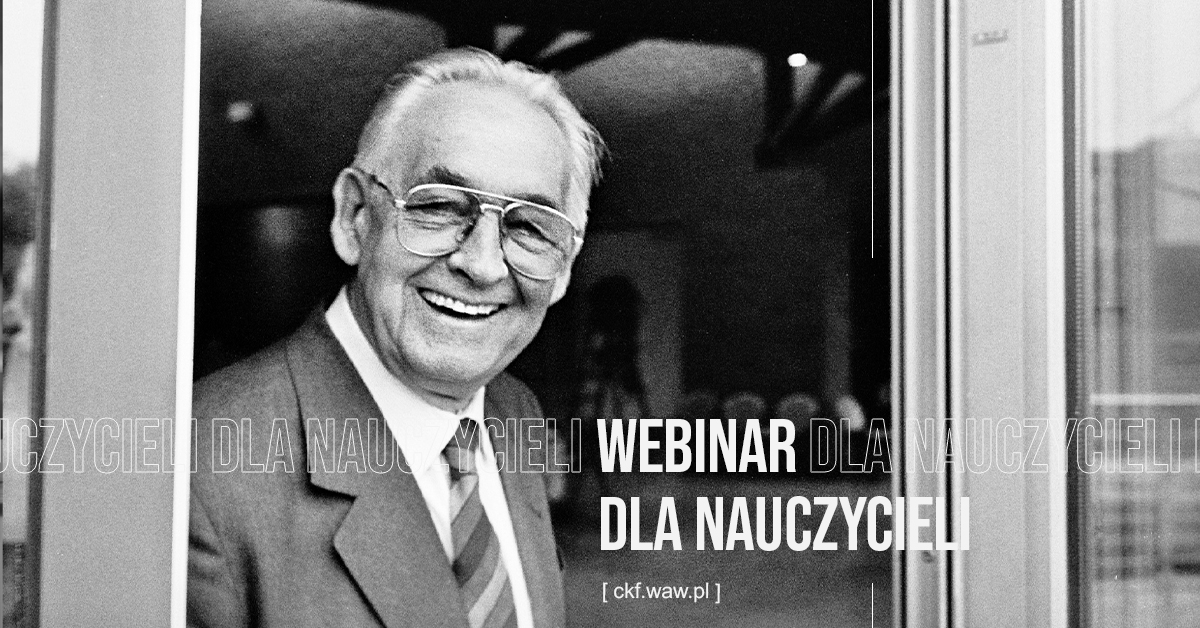 UCZYCIELI DLA NAUCZYCIELI WEBINAR DLA NAUCZYCIELI
DLA NAUCZYCIELI
[ ckf.waw.pl ]